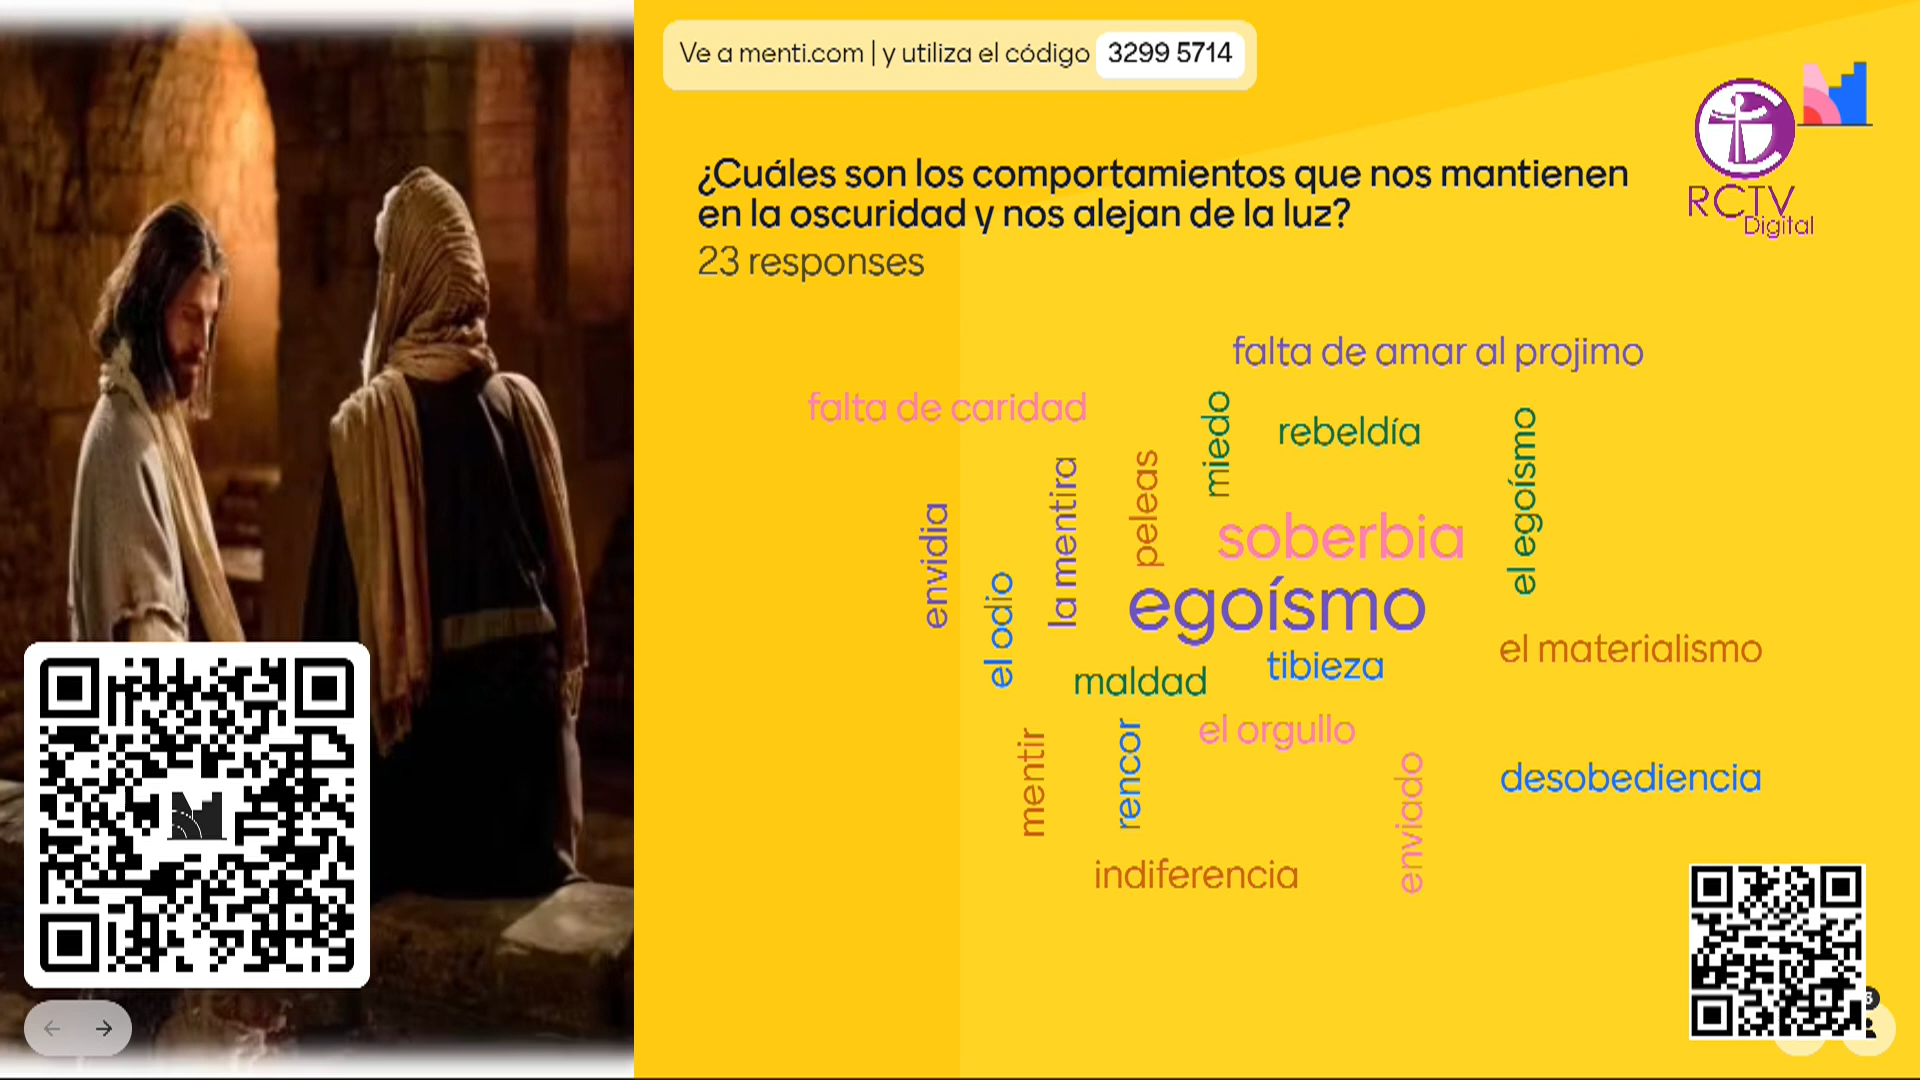 Ve a menti.com | y utiliza el código 3299 5714
RCTV
Digital
¿Cuáles son los comportamientos que nos mantienen
en la oscuridad y nos alejan de la luz?
23 responses
falta de amar al projimo
falta de caridad
miedo
rebeldía
el egoísmo
envidia
el odio
la mentira
peleas
soberbia
egoísmo
tibieza
maldad
el materialismo
mentir
rencor
el orgullo
enviado
desobediencia
indiferencia